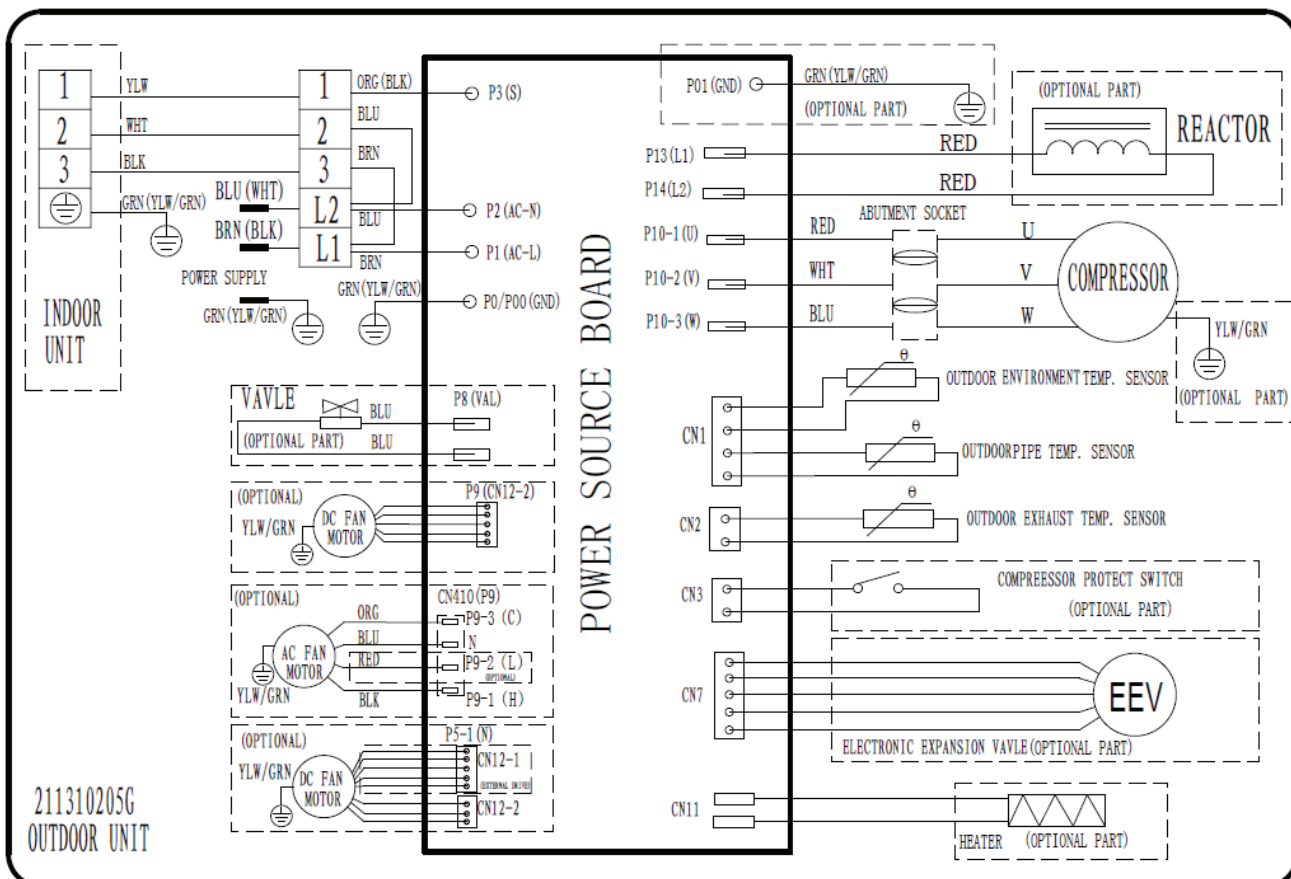 1
2
3
INDOOR
UNIT
YLW
WHT
BLK
GRN(YLW/GRN)
BLU(WHT)
BRN(BLK)
POWER SUPPLY
GRN(YLW/GRN)
1
2
3
L2
L1
ORG(BLK)
BLU
BRN
BLU
BRN
GRN(YLW/GRN)
P3(S)
P2(AC-N)
P1(AC-L)
P0/P00(GND)
POWER SOURCE BOARD
P01(GND)
GRN(YLW/GRN)
(OPTIONAL PART)
P13(L1)
RED
P14(L2)
RED
(OPTIONAL PART)
REACTOR
P10-1(U)
P10-2(V)
P10-3(W)
RED
WHT
BLU
ABUTMENT SOCKET
U
V
W
COMPRESSOR
YLW/GRN
(OPTIONAL PART)
VAVLE
(OPTIONAL PART)
BLU
BLU
P8(VAL)
(OPTIONAL)
YLW/GRN
DC FAN
MOTOR
P9(CN12-2)
(OPTIONAL)
AC FAN
MOTOR
YLW/GRN
ORG
BLU
RED
BLK
CN410(P9)
P9-3(C)
N
P9-2(L)
(OPTIONAL)
P9-1(H)
(OPTIONAL)
YLW/GRN
DC FAN
MOTOR
P5-1(N)
CN12-1
(EXTERNAL DRIVE)
CN12-2
CN1
θ
OUTDOOR ENVIRONMENT TEMP. SENSOR
θ
OUTDOORPIPE TEMP. SENSOR
CN2
θ
OUTDOOR EXHAUST TEMP. SENSOR
CN3
COMPREESSOR PROTECT SWITCH
(OPTIONAL PART)
CN7
EEV
ELECTRONIC EXPANSION VAVLE(OPTIONAL PART)
CN11
HEATER
(OPTIONAL PART)
211310205G
OUTDOOR UNIT